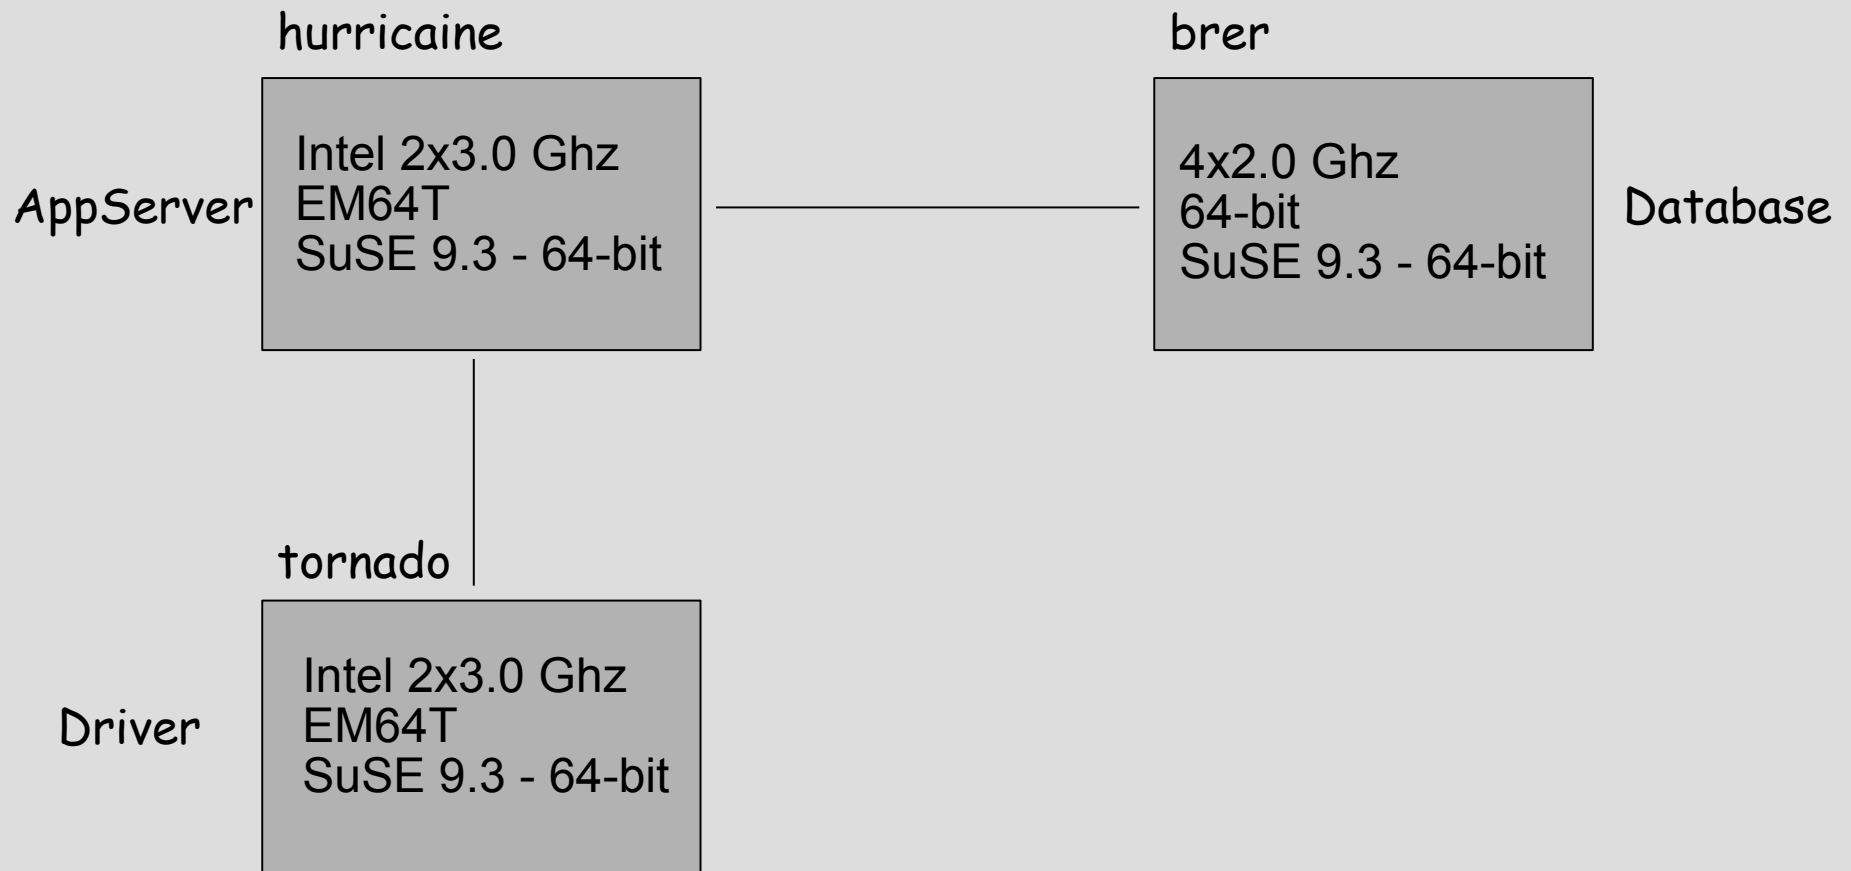 hurricaine
brer
AppServer
Intel 2x3.0 Ghz
EM64T
SuSE 9.3 - 64-bit
4x2.0 Ghz
64-bit
SuSE 9.3 - 64-bit
Database
tornado
Driver
Intel 2x3.0 Ghz
EM64T
SuSE 9.3 - 64-bit